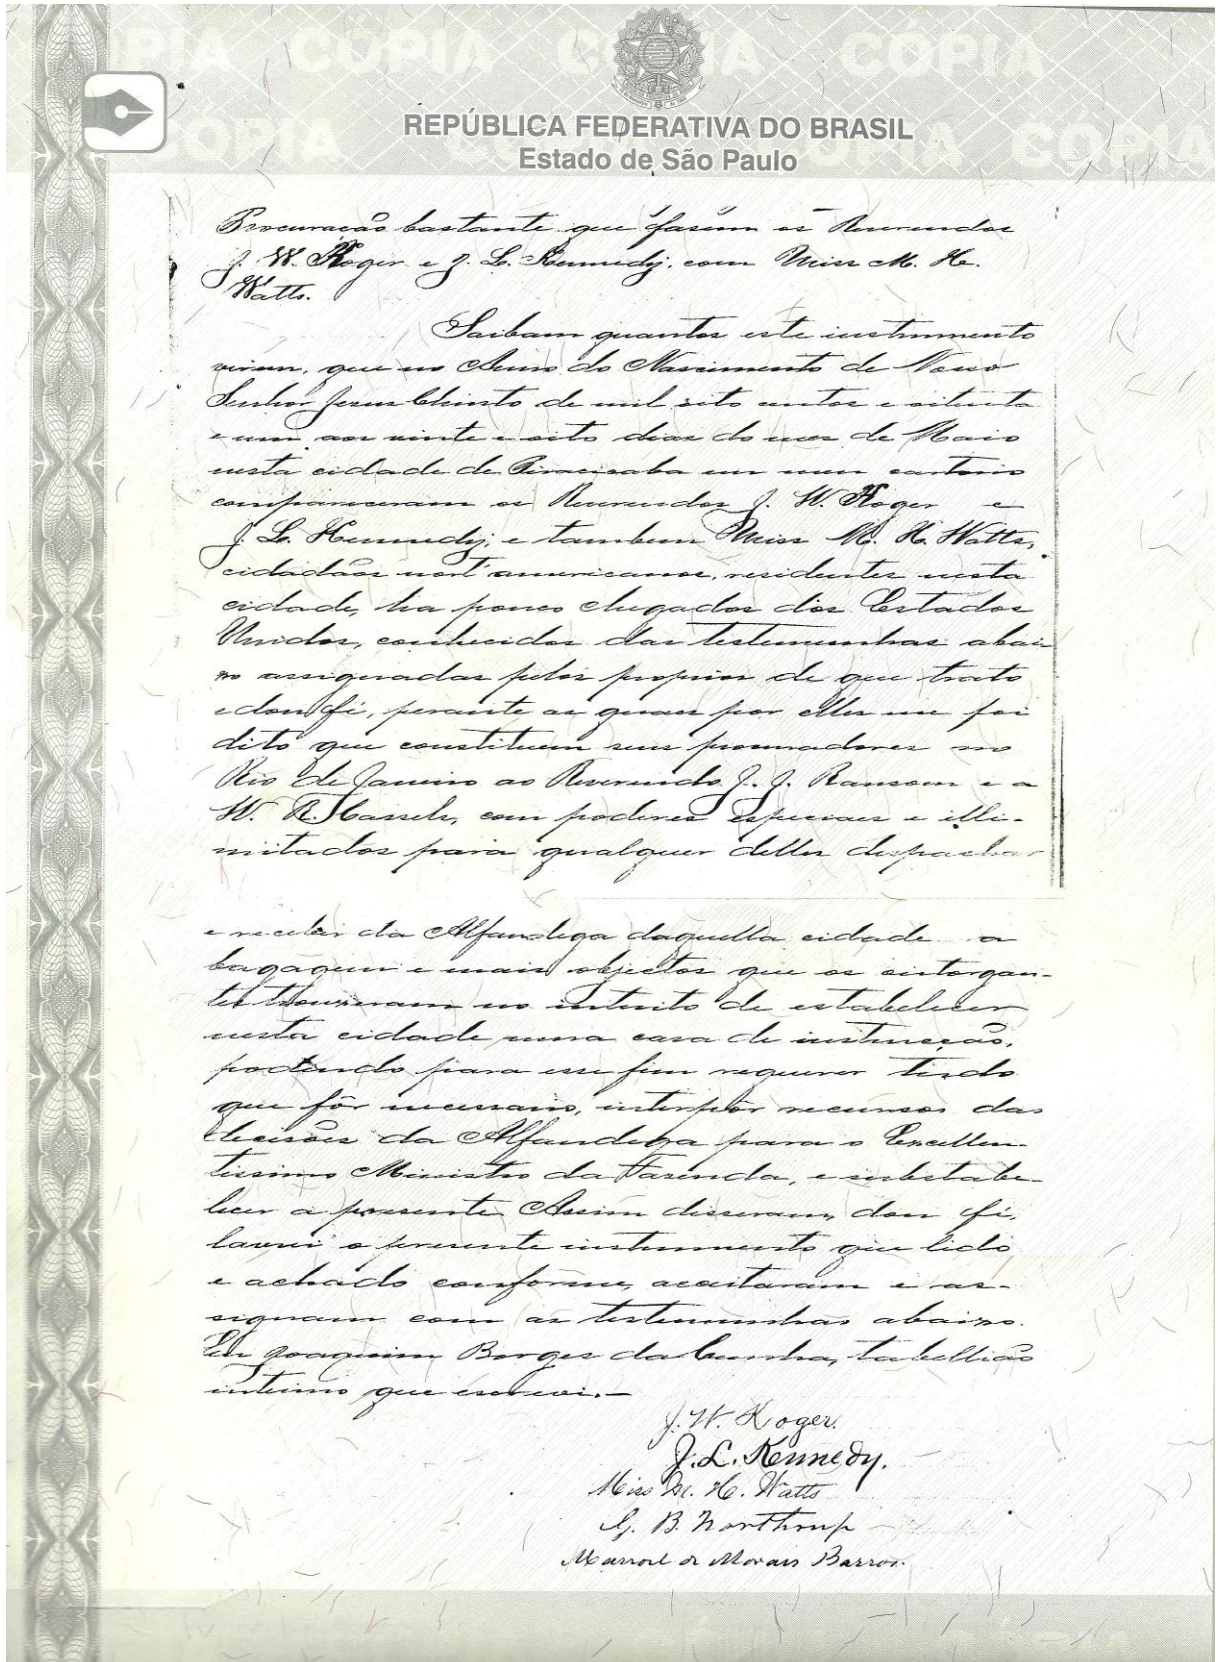 CÓPIA CÓPIA CÓPIA CÓPIA
REPÚBLICA FEDERATIVA DO BRASIL
Estado de São Paulo
Procuração bastante que fasem os Reverendos
J. W. Koger e J. L. Kennedy, com Miss M. H.
Watts.
Saibam quantos este instrumento
virem, que no Anno do Nascimento de Nosso
Senhor Jesus Christo de mil oito centos e oitenta
e um aos vinte e oito dias do mes de Maio
nesta cidade de Piracicaba em meu cartorio
compareceram os Reverendos J. W. Koger e
J. L. Kennedy, e tambem Miss M. H. Watts,
cidadãos nort'americanos, residentes nesta
cidade, ha pouco chegados dos Estados
Unidos, conhecidos das testemunhas abai
xo assignadas pelos proprios de que trato
e dou fé, perante as quaes por elles me foi
dito que constituem seus procuradores no
Rio de Janeiro ao Reverendo J. J. Ransom e a
W. R. Cassels, com poderes especiaes e illi-
mitados para qualquer delles despachar
e receber da Alfandega daquella cidade a
bagagem e mais objectos que os outorgan-
tes trouxeram no intuito de estabelecer
nesta cidade uma casa de instrucção,
podendo para esse fim requerer tudo
que fôr necessario, interpôr recursos das
decisões da Alfandega para o Excellen-
tissimo Ministro da Fazenda, e substabe-
lecer a presente. Assim disseram, dou fé,
lavrei o presente instrumento que lido
e achado conforme, aceitaram e as-
signam com as testemunhas abaixo.
Eu Joaquim Borges da Cunha, tabellião
interino que escrevi.—
J. W. Koger.
J. L. Kennedy.
Miss M. H. Watts
G. B. Northrup
Manoel de Moraes Barros.